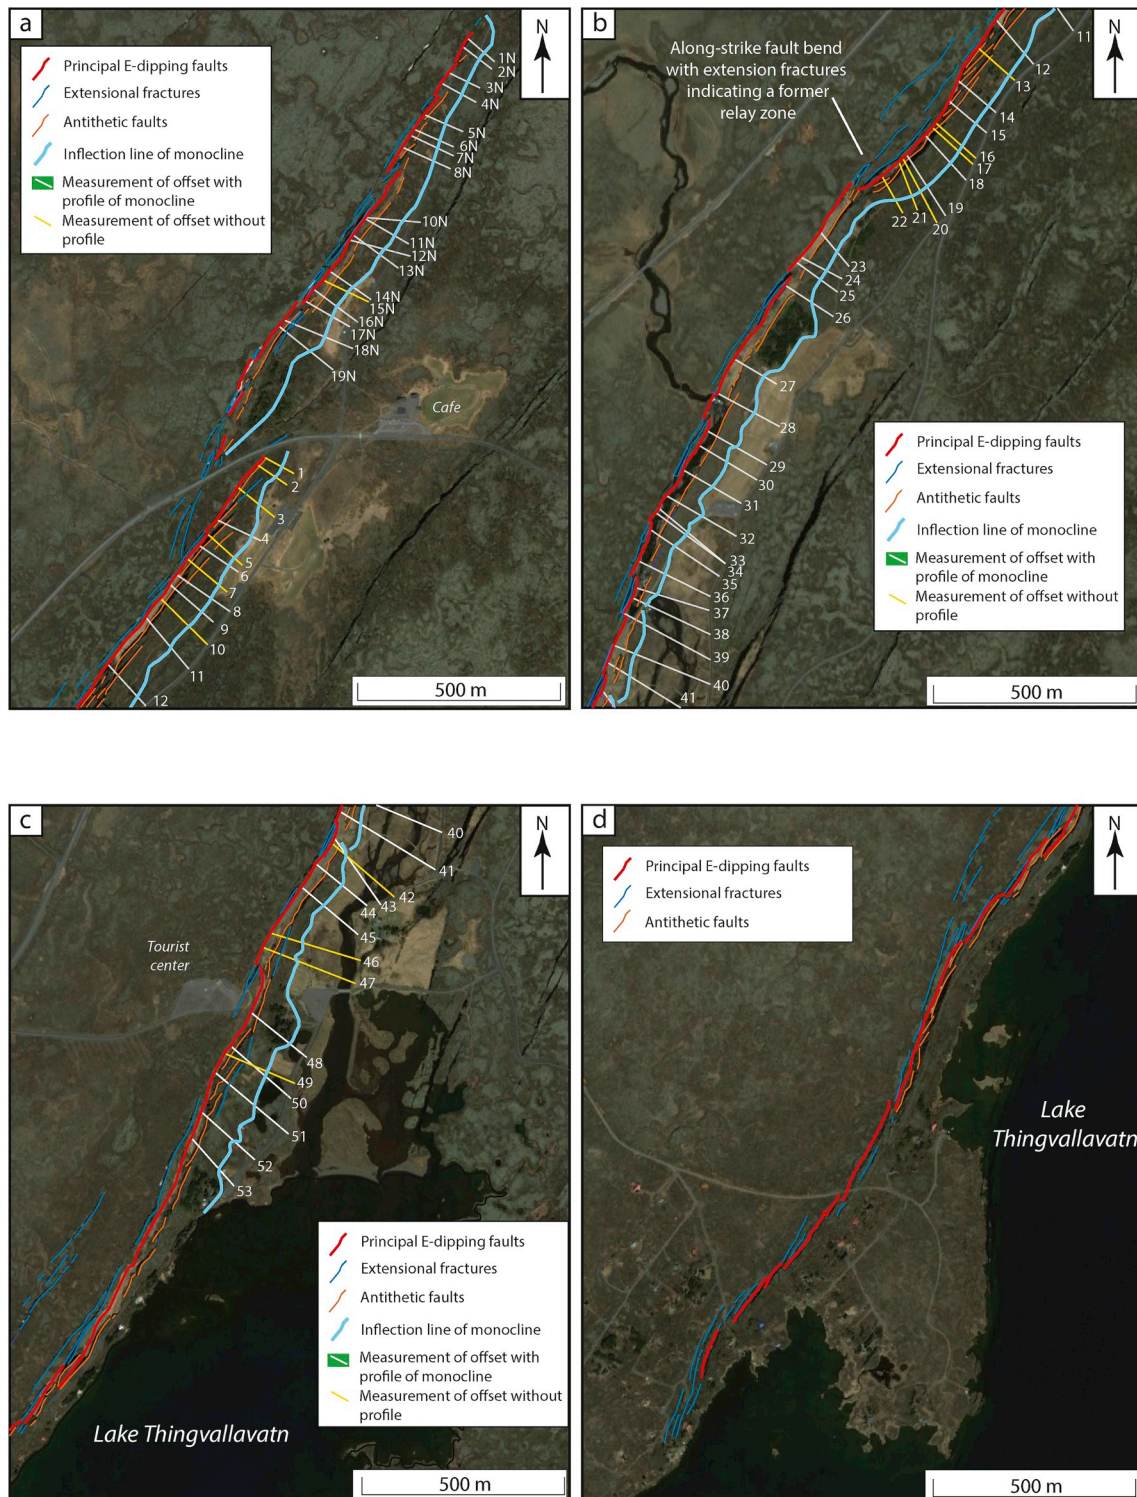 a
N
Principal E-dipping faults
Extensional fractures
Antithetic faults
Inflection line of monocline
Measurement of offset with
profile of monocline
Measurement of offset without
profile
1N
2N
3N
4N
5N
6N
7N
8N
10N
11N
12N
13N
14N
15N
16N
17N
18N
19N
Cafe
1
2
3
4
5
6
7
8
9
10
11
12
500 m
b
N
Along-strike fault bend
with extension fractures
indicating a former
relay zone
11
12
13
14
15
16
17
18
19
20
21
22
23
24
25
26
27
28
29
30
31
32
33
34
35
36
37
38
39
40
41
Principal E-dipping faults
Extensional fractures
Antithetic faults
Inflection line of monocline
Measurement of offset with
profile of monocline
Measurement of offset without
profile
500 m
c
N
40
41
42
43
44
45
46
47
Tourist
center
48
49
50
51
52
53
Principal E-dipping faults
Extensional fractures
Antithetic faults
Inflection line of monocline
Measurement of offset with
profile of monocline
Measurement of offset without
profile
Lake Thingvallavatn
500 m
d
N
Principal E-dipping faults
Extensional fractures
Antithetic faults
Lake
Thingvallavatn
500 m